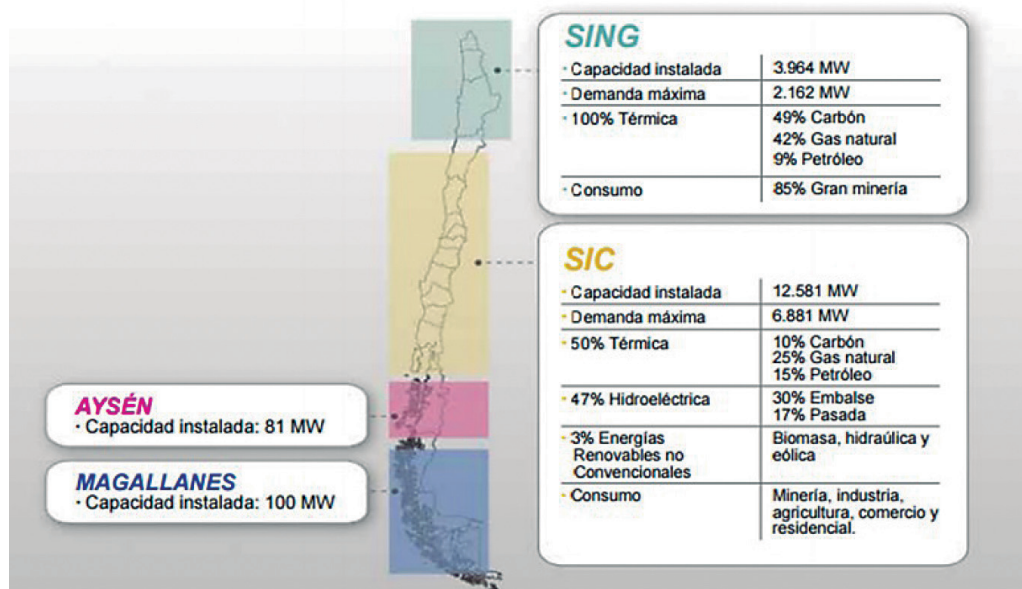 SING
· Capacidad instalada 3.964 MW
· Demanda máxima 2.162 MW
· 100% Térmica 49% Carbón
42% Gas natural
9% Petróleo
· Consumo 85% Gran minería
SIC
· Capacidad instalada 12.581 MW
· Demanda máxima 6.881 MW
· 50% Térmica 10% Carbón
25% Gas natural
15% Petróleo
· 47% Hidroeléctrica 30% Embalse
17% Pasada
· 3% Energías Biomasa, hidraúlica y
Renovables no eólica
Convencionales
· Consumo Minería, industria,
agricultura, comercio y
residencial.
AYSÉN
· Capacidad instalada: 81 MW
MAGALLANES
· Capacidad instalada: 100 MW